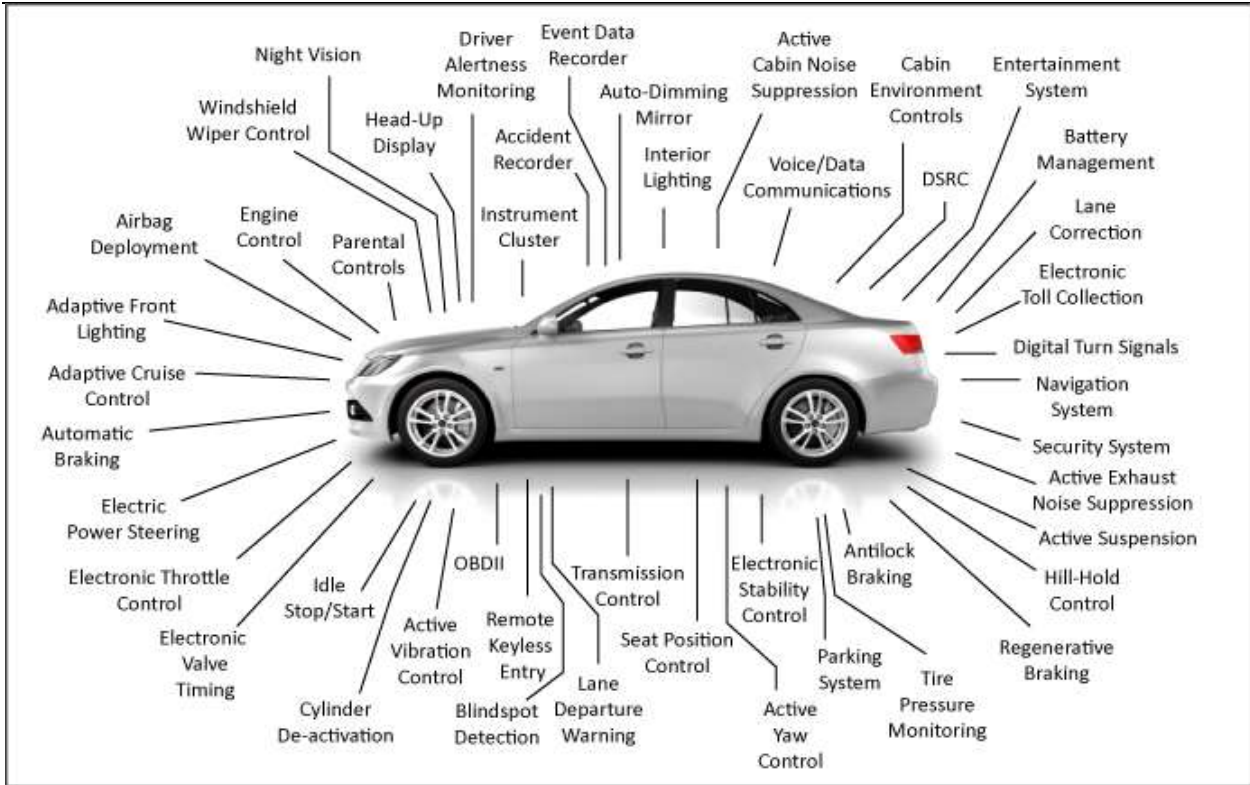 Night Vision
Driver
Alertness
Monitoring
Event Data
Recorder
Active
Cabin Noise
Suppression
Cabin
Environment
Controls
Entertainment
System
Windshield
Wiper Control
Head-Up
Display
Accident
Recorder
Auto-Dimming
Mirror
Interior
Lighting
Voice/Data
Communications
DSRC
Battery
Management
Airbag
Deployment
Engine
Control
Parental
Controls
Instrument
Cluster
Lane
Correction
Electronic
Toll Collection
Adaptive Front
Lighting
Digital Turn Signals
Adaptive Cruise
Control
Navigation
System
Automatic
Braking
Security System
Electric
Power Steering
Active Exhaust
Noise Suppression
Active Suspension
Electronic Throttle
Control
Idle
Stop/Start
OBDII
Transmission
Control
Electronic
Stability
Control
Antilock
Braking
Hill-Hold
Control
Electronic
Valve
Timing
Active
Vibration
Control
Remote
Keyless
Entry
Seat Position
Control
Parking
System
Regenerative
Braking
Cylinder
De-activation
Blindspot
Detection
Lane
Departure
Warning
Active
Yaw
Control
Tire
Pressure
Monitoring